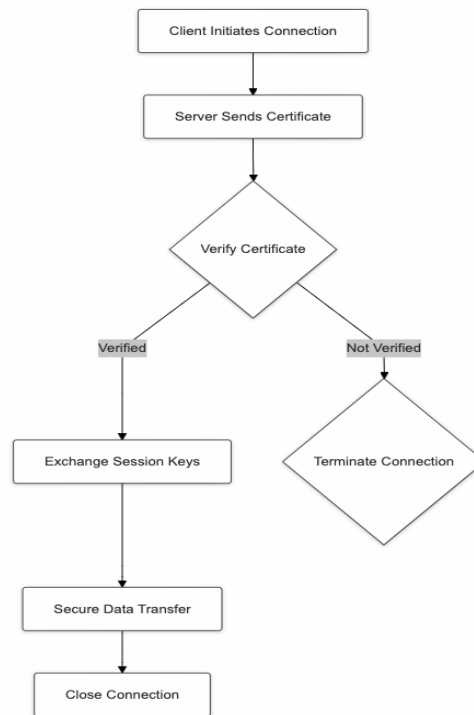 Client Initiates Connection
Server Sends Certificate
Verify Certificate
Verified
Not Verified
Exchange Session Keys
Terminate Connection
Secure Data Transfer
Close Connection